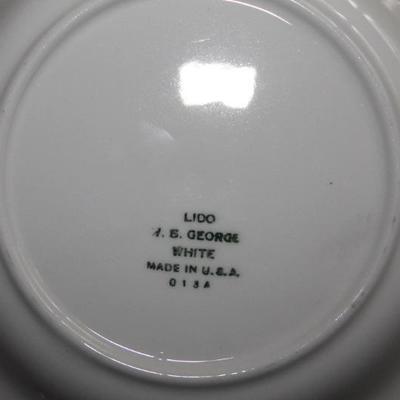 LIDO
W. S. GEORGE
WHITE
MADE IN U.S.A.
013A